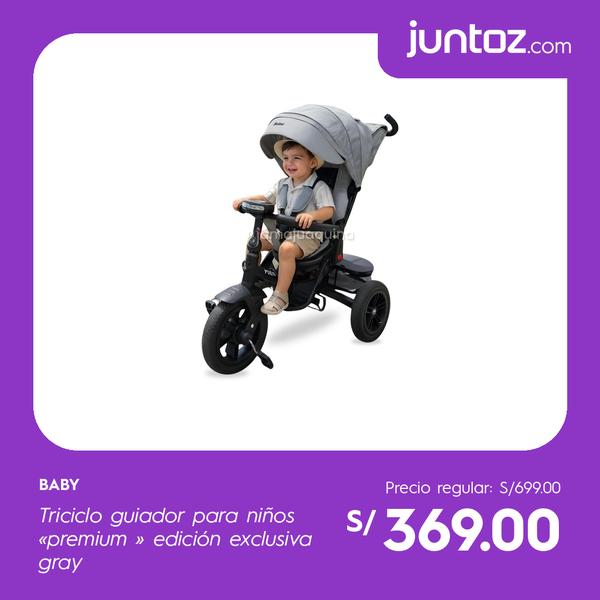 juntoz.com
BABY
Triciclo guiador para niños
«premium » edición exclusiva
gray
Precio regular: S/699.00
S/369.00